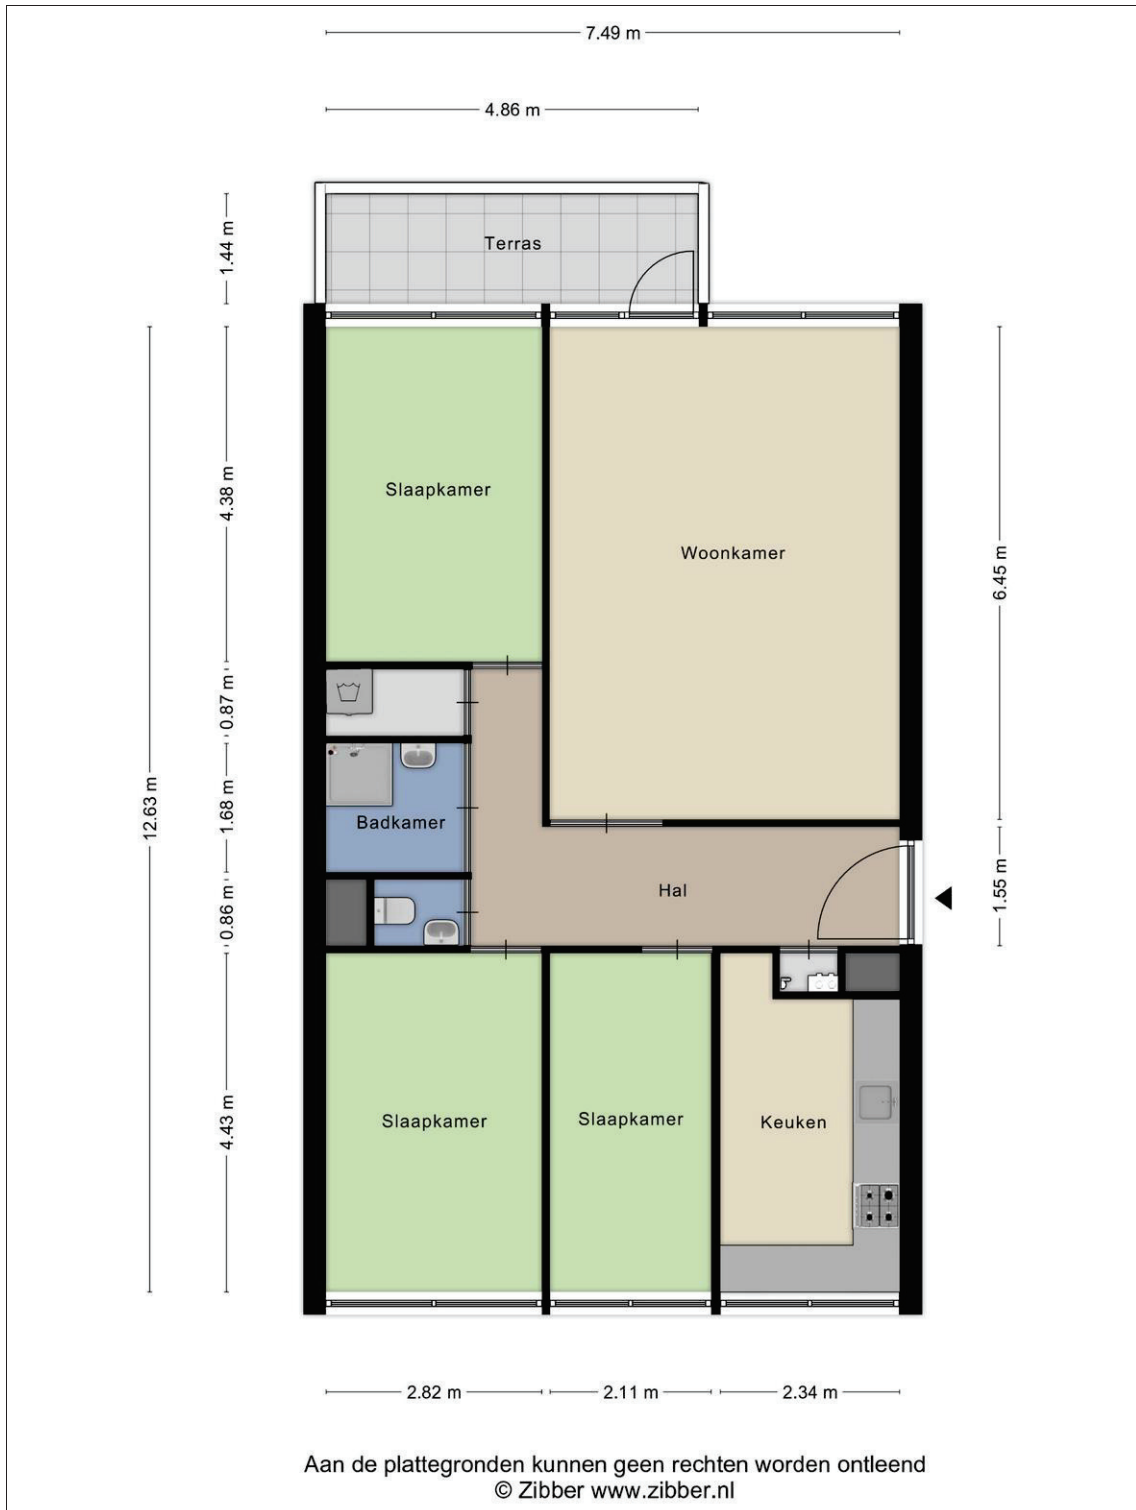 7.49 m
4.86 m
1.44 m
Terras
4.38 m
Slaapkamer
Woonkamer
6.45 m
0.87 m
12.63 m
1.68 m
Badkamer
0.86 m
Hal
1.55 m
4.43 m
Slaapkamer
Slaapkamer
Keuken
2.82 m
2.11 m
2.34 m
Aan de plattegronden kunnen geen rechten worden ontleend
© Zibber www.zibber.nl